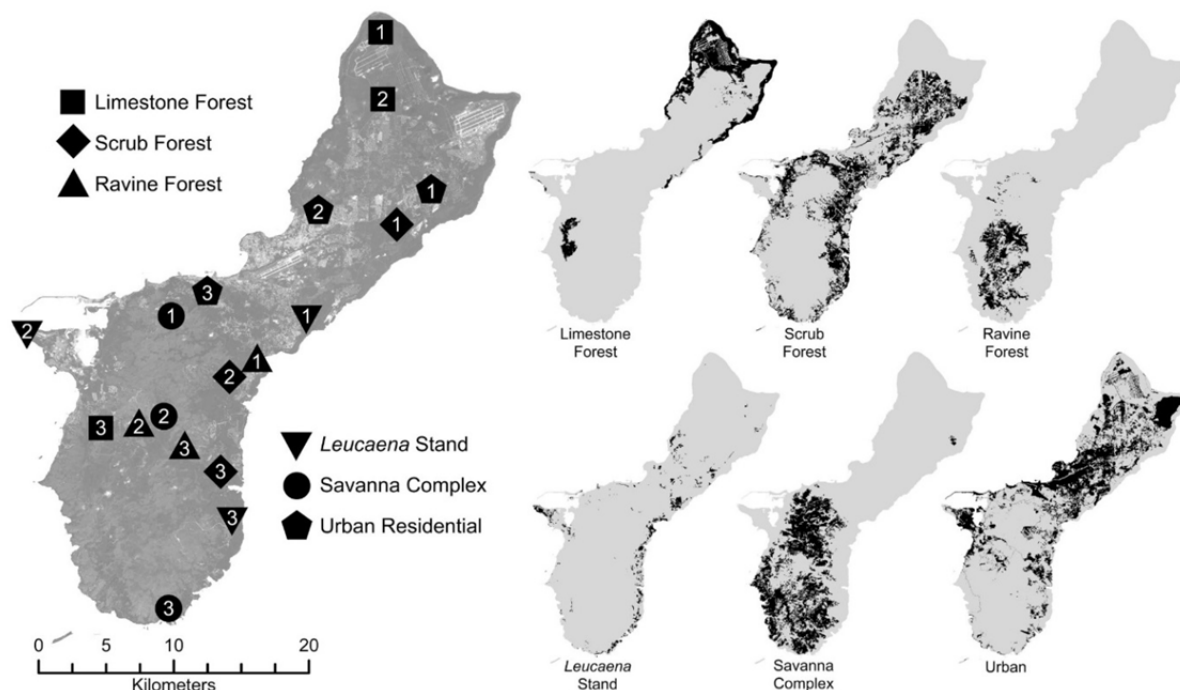 Limestone Forest
Scrub Forest
Ravine Forest
1
2
1
2
1
3
1
1
2
1
2
2
3
2
3
3
3
3
Leucaena Stand
Savanna Complex
Urban Residential
0 5 10 20
Kilometers
Limestone
Forest
Scrub
Forest
Ravine
Forest
Leucaena
Stand
Savanna
Complex
Urban